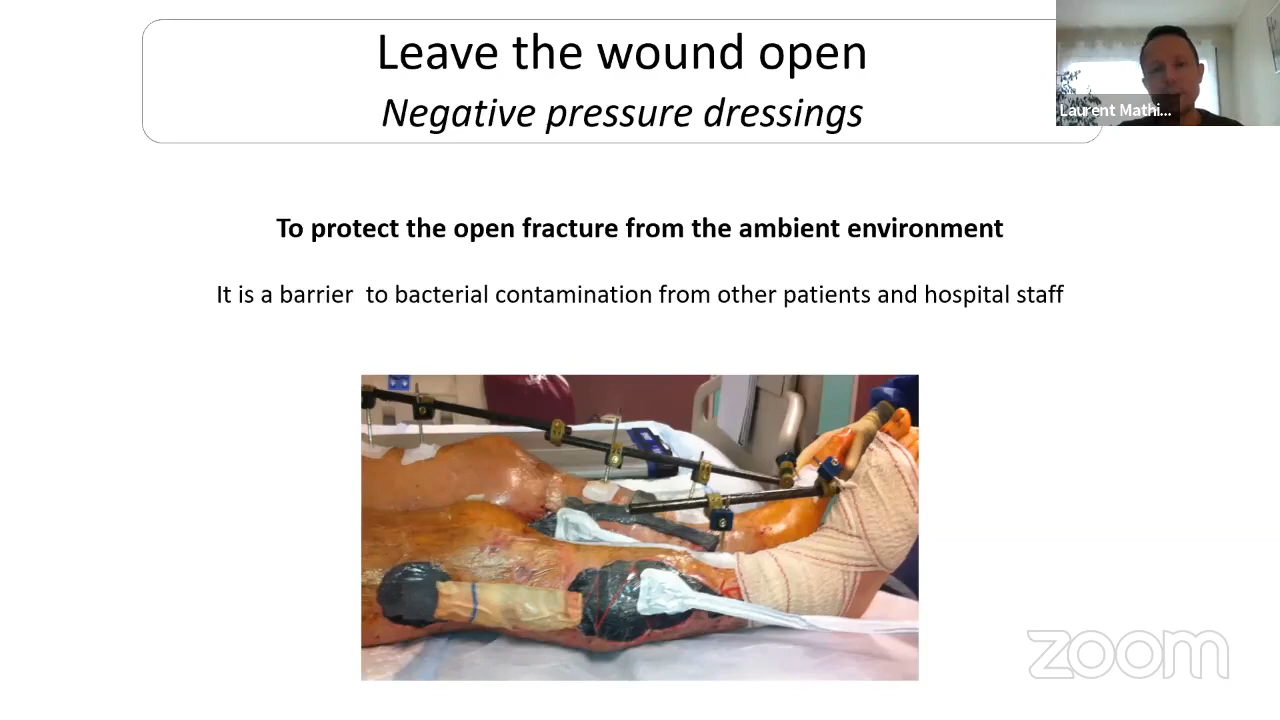 Leave the wound open
Negative pressure dressings
Laurent Mathi...
To protect the open fracture from the ambient environment
It is a barrier to bacterial contamination from other patients and hospital staff
zoom